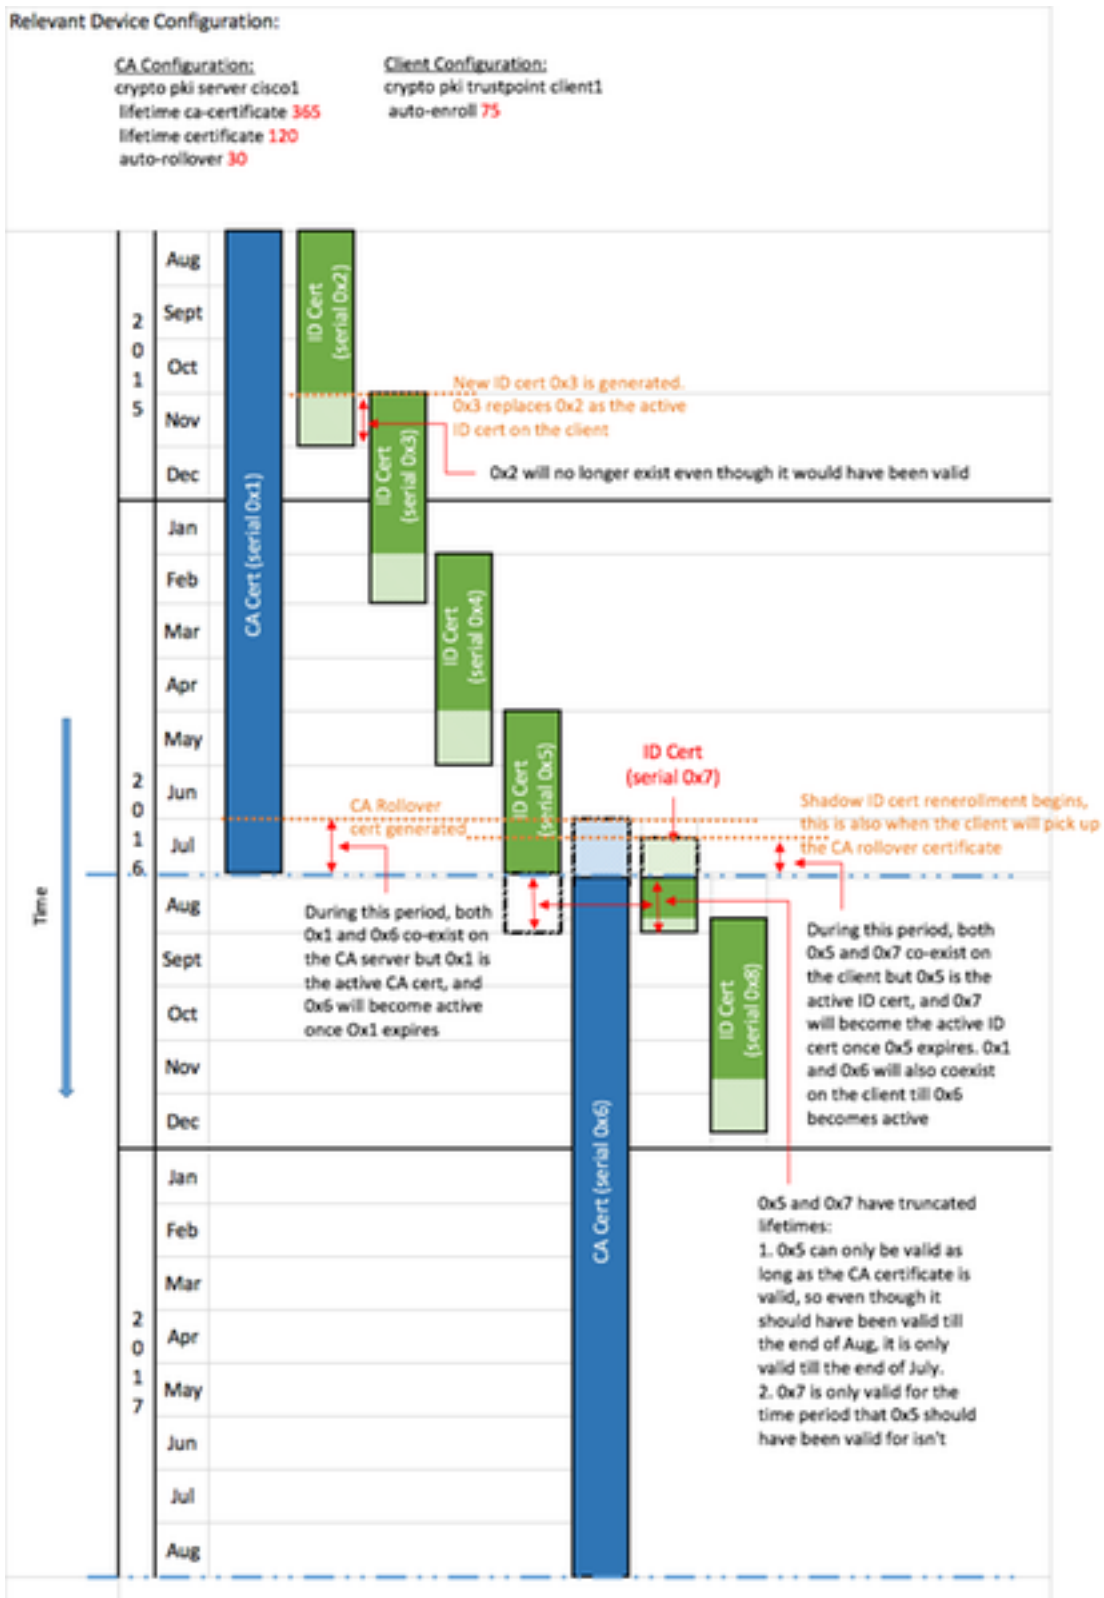 Relevant Device Configuration:
CA Configuration:
crypto pki server cisco1
lifetime ca-certificate 365
lifetime certificate 120
auto-rollover 30
Client Configuration:
crypto pki trustpoint client1
auto-enroll 75
2015
Aug
Sept
Oct
Nov
Dec
2016
Jan
Feb
Mar
Apr
May
Jun
Jul
Aug
Sept
Oct
Nov
Dec
2017
Jan
Feb
Mar
Apr
May
Jun
Jul
Aug
Time
CA Cert (serial 0x1)
ID Cert
(serial 0x2)
ID Cert
(serial 0x3)
New ID cert 0x3 is generated.
0x3 replaces 0x2 as the active
ID cert on the client
0x2 will no longer exist even though it would have been valid
ID Cert
(serial 0x4)
ID Cert
(serial 0x5)
ID Cert
(serial 0x7)
CA Rollover
cert generated
Shadow ID cert renerollment begins,
this is also when the client will pick up
the CA rollover certificate
During this period, both
0x1 and 0x6 co-exist on
the CA server but 0x1 is
the active CA cert, and
0x6 will become active
once Ox1 expires
CA Cert (serial 0x6)
ID Cert
(serial 0x8)
During this period, both
0x5 and 0x7 co-exist on
the client but 0x5 is the
active ID cert, and 0x7
will become the active ID
cert once 0x5 expires. 0x1
and 0x6 will also coexist
on the client till 0x6
becomes active
0x5 and 0x7 have truncated
lifetimes:
1. 0x5 can only be valid as
long as the CA certificate is
valid, so even though it
should have been valid till
the end of Aug, it is only
valid till the end of July.
2. 0x7 is only valid for the
time period that 0x5 should
have been valid for isn't